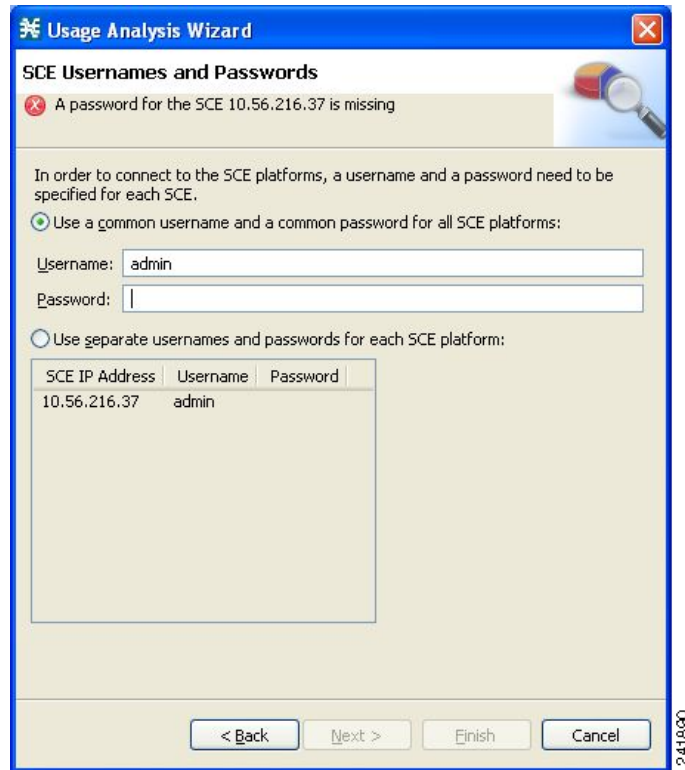 Usage Analysis Wizard
SCE Usernames and Passwords
A password for the SCE 10.56.216.37 is missing
In order to connect to the SCE platforms, a username and a password need to be
specified for each SCE.
Use a common username and a common password for all SCE platforms:
Username: admin
Password:
Use separate usernames and passwords for each SCE platform:
SCE IP Address Username Password
10.56.216.37 admin
< Back Next > Finish Cancel
241890